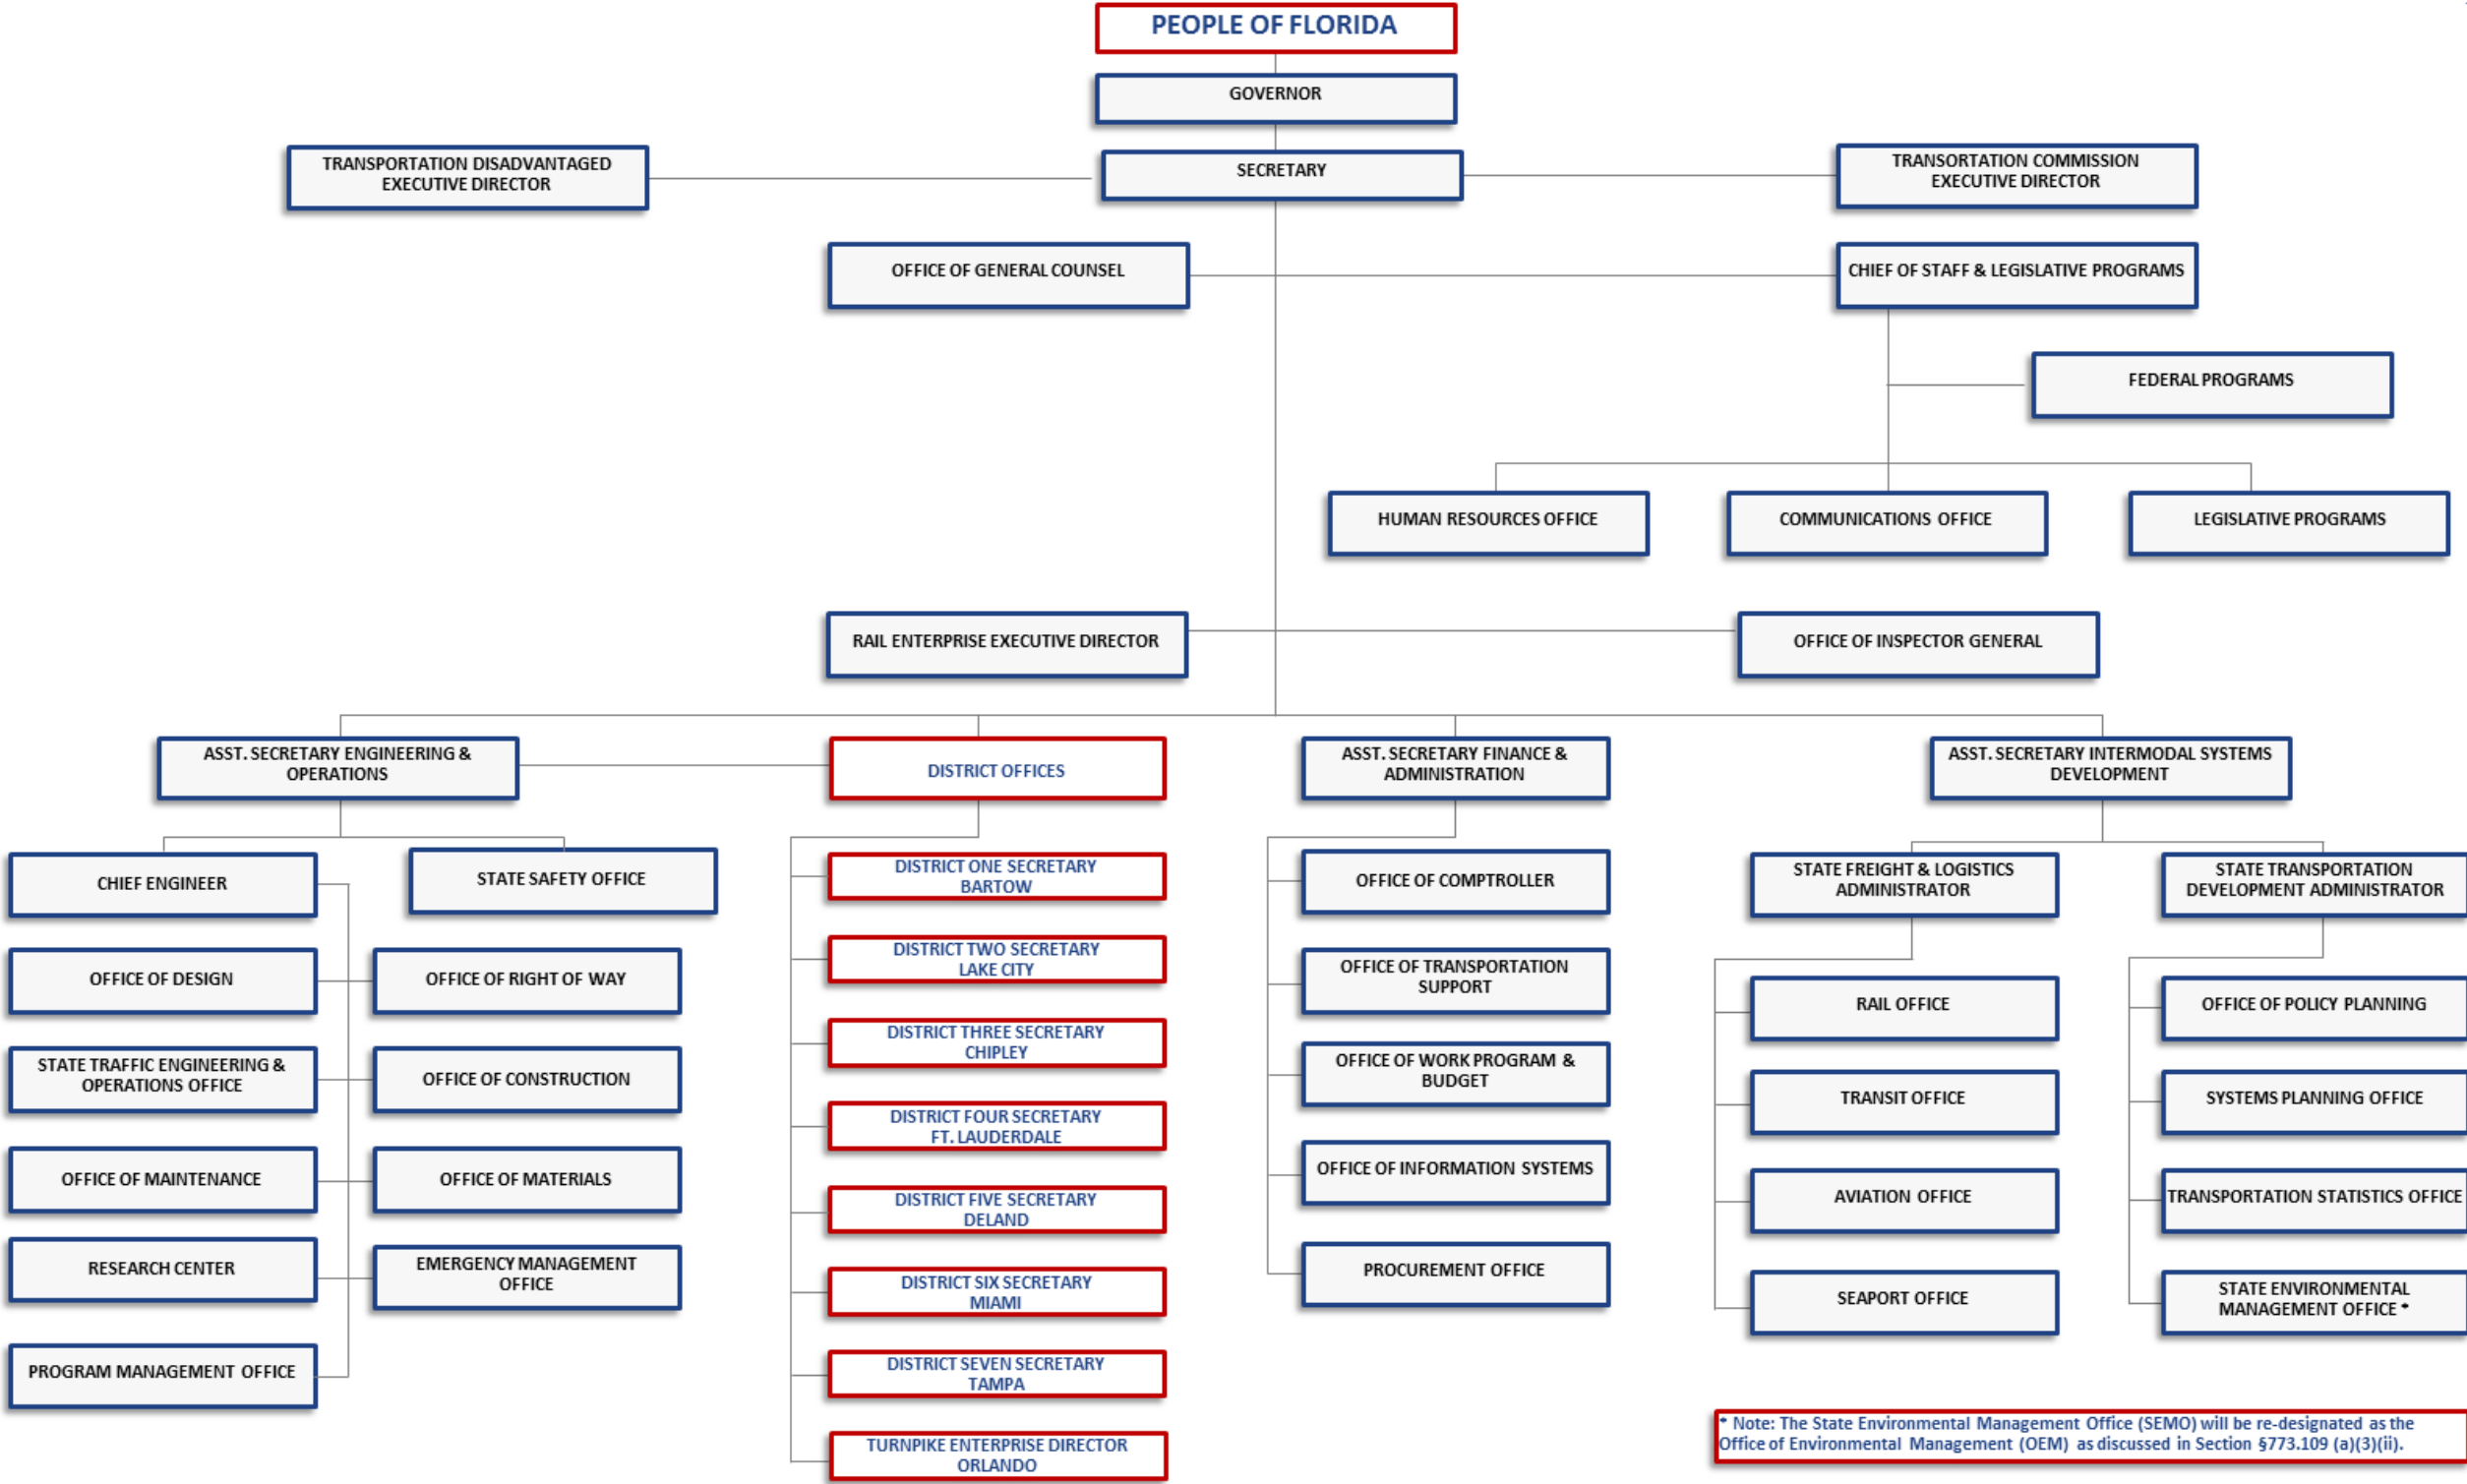 PEOPLE OF FLORIDA
GOVERNOR
TRANSPORTATION DISADVANTAGED
EXECUTIVE DIRECTOR
SECRETARY
TRANSORTATION COMMISSION
EXECUTIVE DIRECTOR
OFFICE OF GENERAL COUNSEL
CHIEF OF STAFF & LEGISLATIVE PROGRAMS
FEDERAL PROGRAMS
HUMAN RESOURCES OFFICE
COMMUNICATIONS OFFICE
LEGISLATIVE PROGRAMS
RAIL ENTERPRISE EXECUTIVE DIRECTOR
OFFICE OF INSPECTOR GENERAL
ASST. SECRETARY ENGINEERING &
OPERATIONS
DISTRICT OFFICES
ASST. SECRETARY FINANCE &
ADMINISTRATION
ASST. SECRETARY INTERMODAL SYSTEMS
DEVELOPMENT
CHIEF ENGINEER
STATE SAFETY OFFICE
OFFICE OF DESIGN
OFFICE OF RIGHT OF WAY
STATE TRAFFIC ENGINEERING &
OPERATIONS OFFICE
OFFICE OF CONSTRUCTION
OFFICE OF MAINTENANCE
OFFICE OF MATERIALS
RESEARCH CENTER
EMERGENCY MANAGEMENT
OFFICE
PROGRAM MANAGEMENT OFFICE
DISTRICT ONE SECRETARY
BARTOW
DISTRICT TWO SECRETARY
LAKE CITY
DISTRICT THREE SECRETARY
CHIPLEY
DISTRICT FOUR SECRETARY
FT. LAUDERDALE
DISTRICT FIVE SECRETARY
DELAND
DISTRICT SIX SECRETARY
MIAMI
DISTRICT SEVEN SECRETARY
TAMPA
TURNPIKE ENTERPRISE DIRECTOR
ORLANDO
OFFICE OF COMPTROLLER
OFFICE OF TRANSPORTATION
SUPPORT
OFFICE OF WORK PROGRAM &
BUDGET
OFFICE OF INFORMATION SYSTEMS
PROCUREMENT OFFICE
STATE FREIGHT & LOGISTICS
ADMINISTRATOR
RAIL OFFICE
TRANSIT OFFICE
AVIATION OFFICE
SEAPORT OFFICE
STATE TRANSPORTATION
DEVELOPMENT ADMINISTRATOR
OFFICE OF POLICY PLANNING
SYSTEMS PLANNING OFFICE
TRANSPORTATION STATISTICS OFFICE
STATE ENVIRONMENTAL
MANAGEMENT OFFICE *
* Note: The State Environmental Management Office (SEMO) will be re-designated as the
Office of Environmental Management (OEM) as discussed in Section §773.109 (a)(3)(ii).